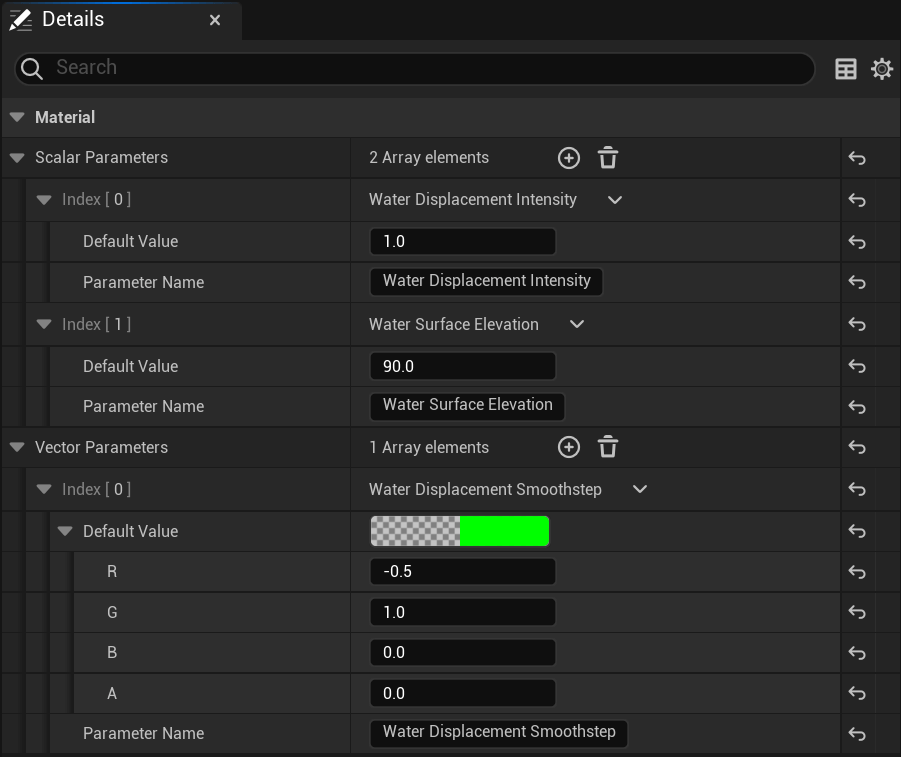 Details
Search
Material
Scalar Parameters 2 Array elements
Index [ 0 ] Water Displacement Intensity
Default Value 1.0
Parameter Name Water Displacement Intensity
Index [ 1 ] Water Surface Elevation
Default Value 90.0
Parameter Name Water Surface Elevation
Vector Parameters 1 Array elements
Index [ 0 ] Water Displacement Smoothstep
Default Value
R -0.5
G 1.0
B 0.0
A 0.0
Parameter Name Water Displacement Smoothstep